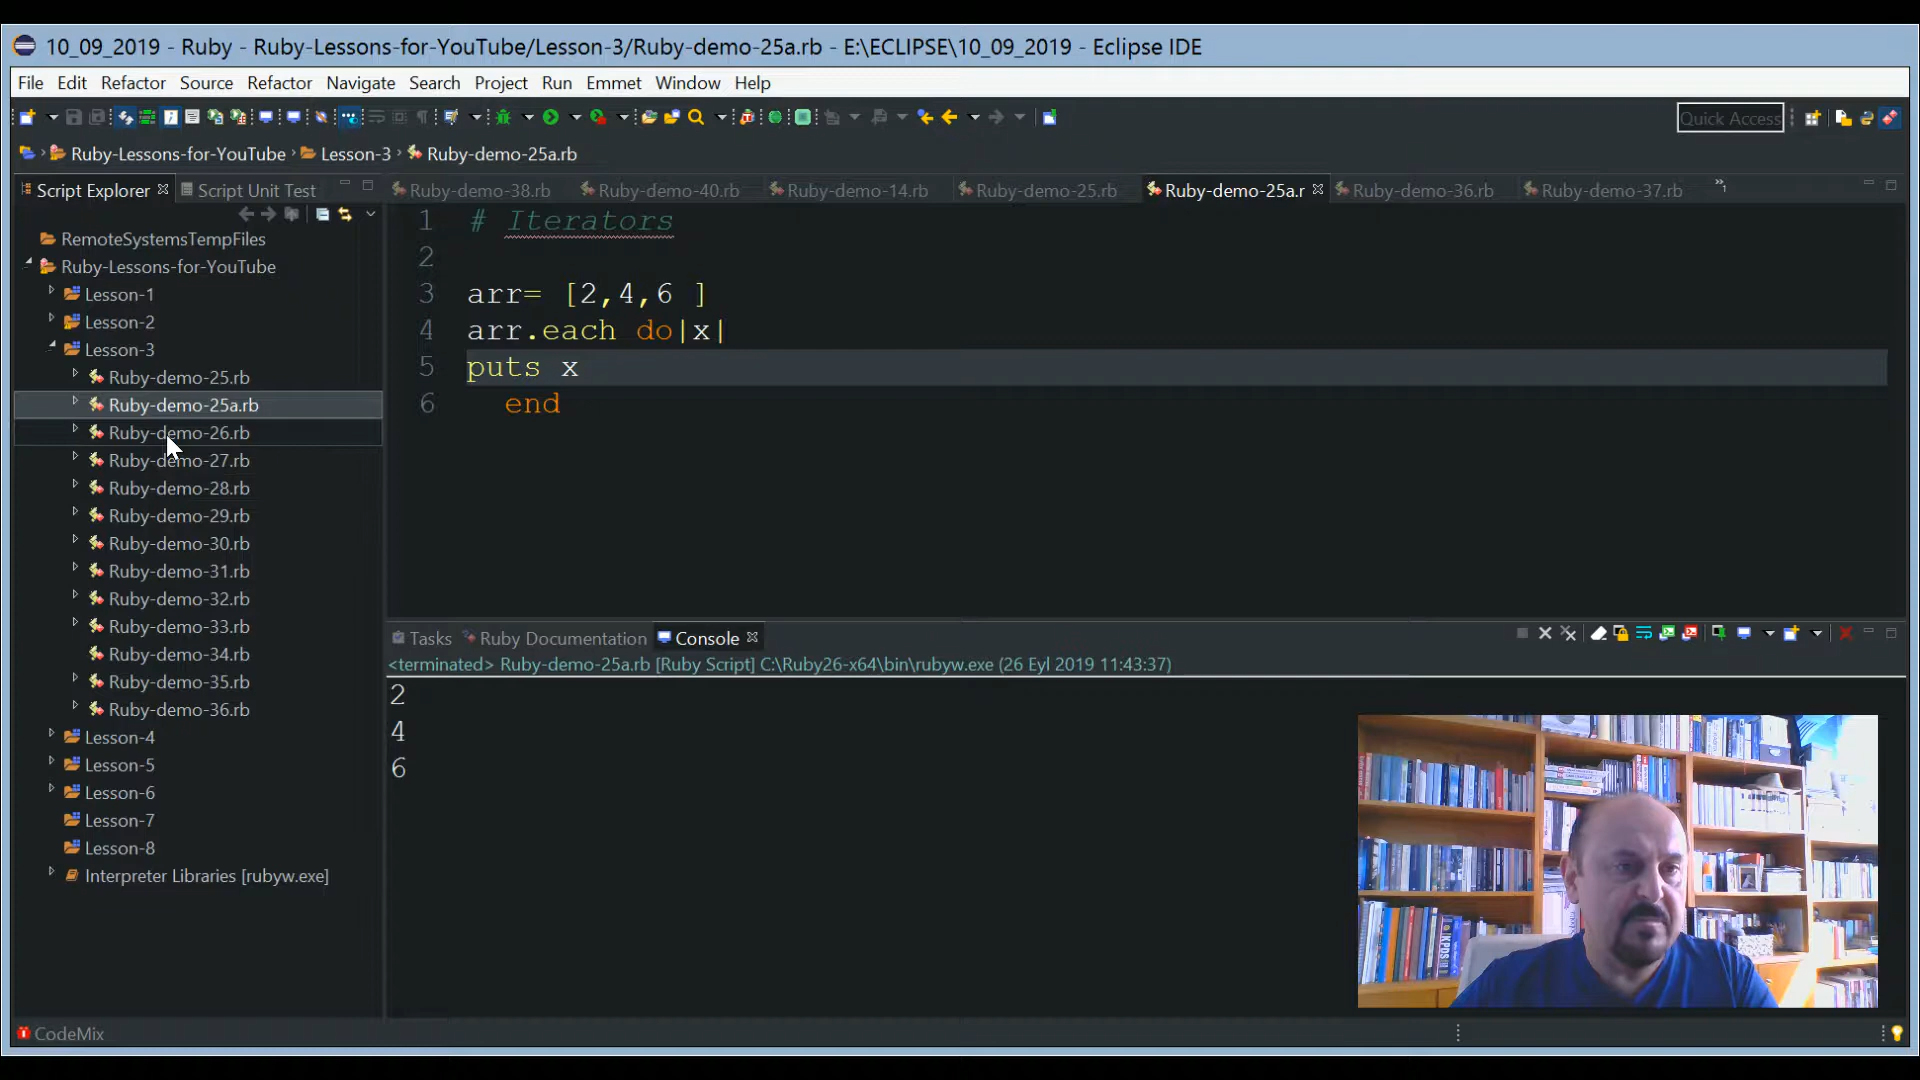 10_09_2019 - Ruby - Ruby-Lessons-for-YouTube/Lesson-3/Ruby-demo-25a.rb - E:\ECLIPSE\10_09_2019 - Eclipse IDE
File Edit Refactor Source Refactor Navigate Search Project Run Emmet Window Help
Quick Access
Ruby-Lessons-for-YouTube Lesson-3 Ruby-demo-25a.rb
Script Explorer Script Unit Test
Ruby-demo-38.rb Ruby-demo-40.rb Ruby-demo-14.rb Ruby-demo-25.rb Ruby-demo-25a.r Ruby-demo-36.rb Ruby-demo-37.rb »1
RemoteSystemsTempFiles
Ruby-Lessons-for-YouTube
Lesson-1
Lesson-2
Lesson-3
Ruby-demo-25.rb
Ruby-demo-25a.rb
Ruby-demo-26.rb
Ruby-demo-27.rb
Ruby-demo-28.rb
Ruby-demo-29.rb
Ruby-demo-30.rb
Ruby-demo-31.rb
Ruby-demo-32.rb
Ruby-demo-33.rb
Ruby-demo-34.rb
Ruby-demo-35.rb
Ruby-demo-36.rb
Lesson-4
Lesson-5
Lesson-6
Lesson-7
Lesson-8
Interpreter Libraries [rubyw.exe]
1 # Iterators
2
3 arr= [2,4,6 ]
4 arr.each do|x|
5 puts x
6 end
Tasks Ruby Documentation Console
<terminated> Ruby-demo-25a.rb [Ruby Script] C:\Ruby26-x64\bin\rubyw.exe (26 Eyl 2019 11:43:37)
2
4
6
CodeMix